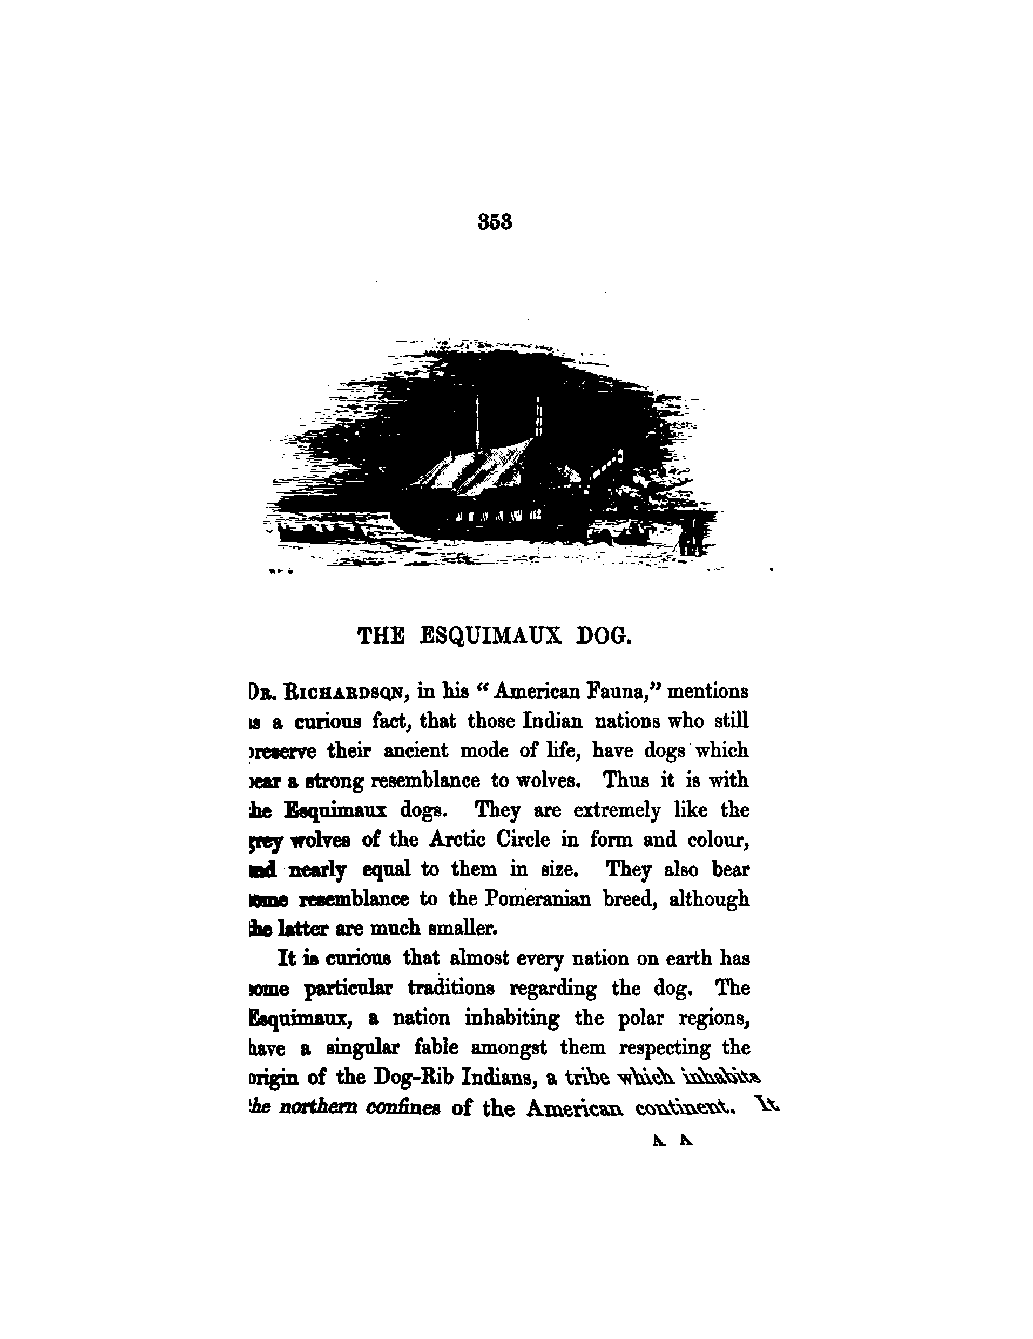 353
THE ESQUIMAUX DOG.
DR. RICHARDSON, in his “ American Fauna,” mentions
as a curious fact, that those Indian nations who still
preserve their ancient mode of life, have dogs which
bear a strong resemblance to wolves. Thus it is with
the Esquimaux dogs. They are extremely like the
grey wolves of the Arctic Circle in form and colour,
and nearly equal to them in size. They also bear
some resemblance to the Pomeranian breed, although
the latter are much smaller.
It is curious that almost every nation on earth has
some particular traditions regarding the dog. The
Esquimaux, a nation inhabiting the polar regions,
have a singular fable amongst them respecting the
origin of the Dog-Rib Indians, a tribe which inhabits
the northern confines of the American continent. It
A A